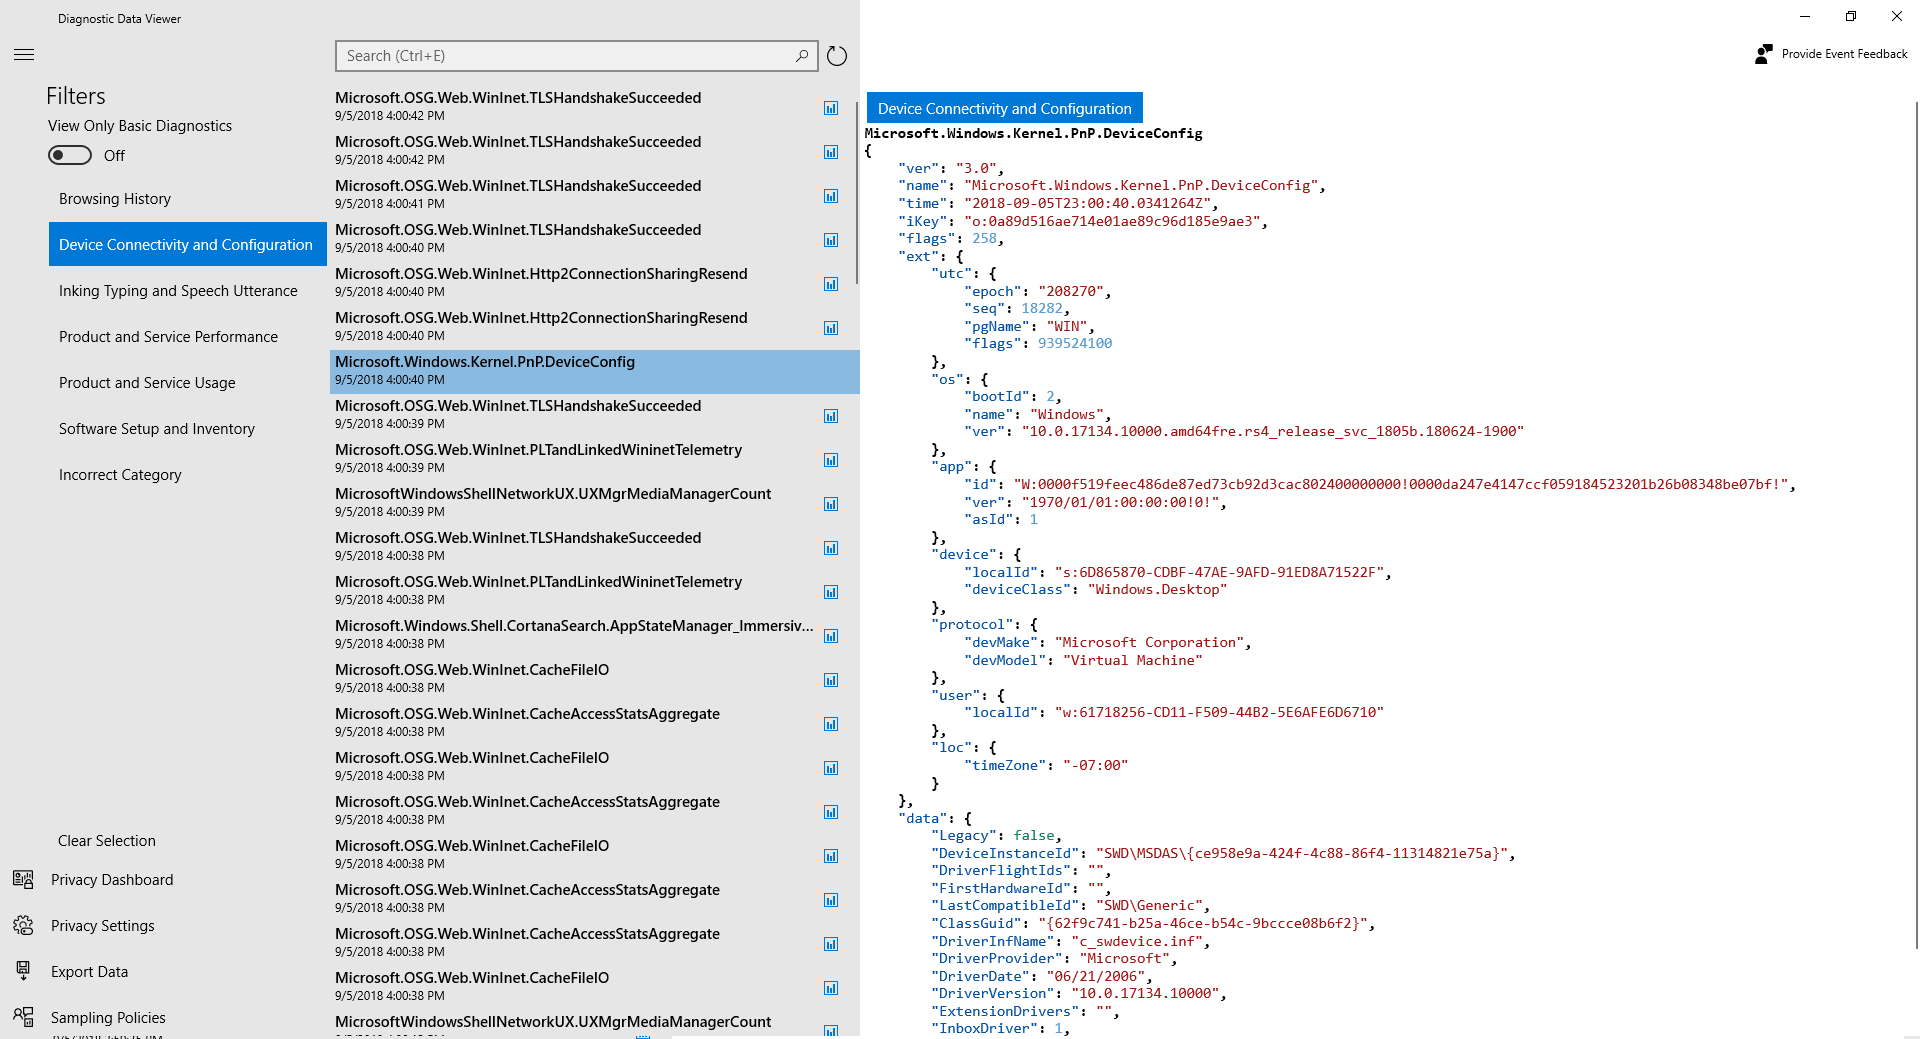 Diagnostic Data Viewer
Search (Ctrl+E)
Provide Event Feedback
Filters
View Only Basic Diagnostics
Off
Browsing History
Device Connectivity and Configuration
Inking Typing and Speech Utterance
Product and Service Performance
Product and Service Usage
Software Setup and Inventory
Incorrect Category
Clear Selection
Privacy Dashboard
Privacy Settings
Export Data
Sampling Policies
Microsoft.OSG.Web.WinInet.TLSHandshakeSucceeded
9/5/2018 4:00:42 PM
Microsoft.OSG.Web.WinInet.TLSHandshakeSucceeded
9/5/2018 4:00:42 PM
Microsoft.OSG.Web.WinInet.TLSHandshakeSucceeded
9/5/2018 4:00:41 PM
Microsoft.OSG.Web.WinInet.TLSHandshakeSucceeded
9/5/2018 4:00:40 PM
Microsoft.OSG.Web.WinInet.Http2ConnectionSharingResend
9/5/2018 4:00:40 PM
Microsoft.OSG.Web.WinInet.Http2ConnectionSharingResend
9/5/2018 4:00:40 PM
Microsoft.Windows.Kernel.PnP.DeviceConfig
9/5/2018 4:00:40 PM
Microsoft.OSG.Web.WinInet.TLSHandshakeSucceeded
9/5/2018 4:00:39 PM
Microsoft.OSG.Web.WinInet.PLTandLinkedWininetTelemetry
9/5/2018 4:00:39 PM
MicrosoftWindowsShellNetworkUX.UXMgrMediaManagerCount
9/5/2018 4:00:39 PM
Microsoft.OSG.Web.WinInet.TLSHandshakeSucceeded
9/5/2018 4:00:38 PM
Microsoft.OSG.Web.WinInet.PLTandLinkedWininetTelemetry
9/5/2018 4:00:38 PM
Microsoft.Windows.Shell.CortanaSearch.AppStateManager_Immersiv...
9/5/2018 4:00:38 PM
Microsoft.OSG.Web.WinInet.CacheFileIO
9/5/2018 4:00:38 PM
Microsoft.OSG.Web.WinInet.CacheAccessStatsAggregate
9/5/2018 4:00:38 PM
Microsoft.OSG.Web.WinInet.CacheFileIO
9/5/2018 4:00:38 PM
Microsoft.OSG.Web.WinInet.CacheAccessStatsAggregate
9/5/2018 4:00:38 PM
Microsoft.OSG.Web.WinInet.CacheFileIO
9/5/2018 4:00:38 PM
Microsoft.OSG.Web.WinInet.CacheAccessStatsAggregate
9/5/2018 4:00:38 PM
Microsoft.OSG.Web.WinInet.CacheAccessStatsAggregate
9/5/2018 4:00:38 PM
Microsoft.OSG.Web.WinInet.CacheFileIO
9/5/2018 4:00:38 PM
MicrosoftWindowsShellNetworkUX.UXMgrMediaManagerCount
Device Connectivity and Configuration
Microsoft.Windows.Kernel.PnP.DeviceConfig
{
"ver": "3.0",
"name": "Microsoft.Windows.Kernel.PnP.DeviceConfig",
"time": "2018-09-05T23:00:40.0341264Z",
"iKey": "o:0a89d516ae714e01ae89c96d185e9ae3",
"flags": 258,
"ext": {
"utc": {
"epoch": "208270",
"seq": 18282,
"pgName": "WIN",
"flags": 939524100
},
"os": {
"bootId": 2,
"name": "Windows",
"ver": "10.0.17134.10000.amd64fre.rs4_release_svc_1805b.180624-1900"
},
"app": {
"id": "W:0000f519feec486de87ed73cb92d3cac802400000000!0000da247e4147ccf059184523201b26b08348be07bf!",
"ver": "1970/01/01:00:00:00!0!",
"asId": 1
},
"device": {
"localId": "s:6D865870-CDBF-47AE-9AFD-91ED8A71522F",
"deviceClass": "Windows.Desktop"
},
"protocol": {
"devMake": "Microsoft Corporation",
"devModel": "Virtual Machine"
},
"user": {
"localId": "w:61718256-CD11-F509-44B2-5E6AFE6D6710"
},
"loc": {
"timeZone": "-07:00"
}
},
"data": {
"Legacy": false,
"DeviceInstanceId": "SWD\MSDAS\{ce958e9a-424f-4c88-86f4-11314821e75a}",
"DriverFlightIds": "",
"FirstHardwareId": "",
"LastCompatibleId": "SWD\Generic",
"ClassGuid": "{62f9c741-b25a-46ce-b54c-9bccce08b6f2}",
"DriverInfName": "c_swdevice.inf",
"DriverProvider": "Microsoft",
"DriverDate": "06/21/2006",
"DriverVersion": "10.0.17134.10000",
"ExtensionDrivers": "",
"InboxDriver": 1,